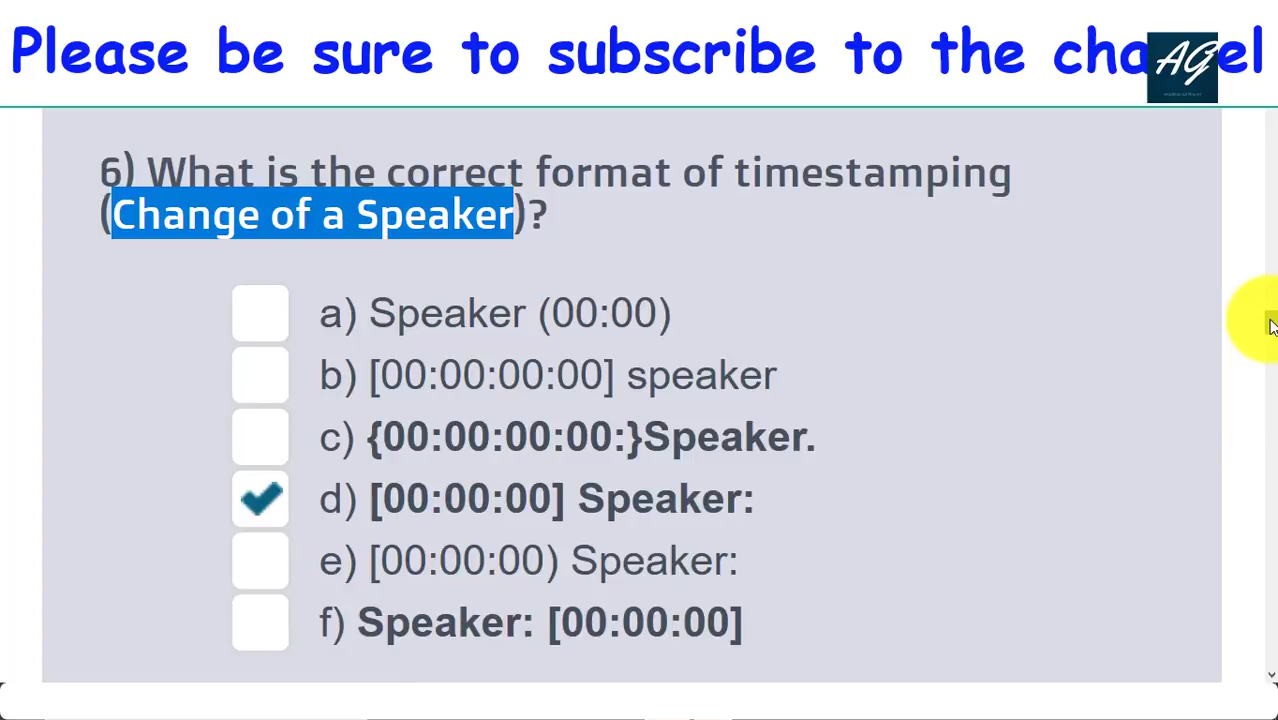 Please be sure to subscribe to the cha el
AG
6) What is the correct format of timestamping
(Change of a Speaker)?
a) Speaker (00:00)
b) [00:00:00:00] speaker
c) {00:00:00:00:}Speaker.
d) [00:00:00] Speaker:
e) [00:00:00) Speaker:
f) Speaker: [00:00:00]